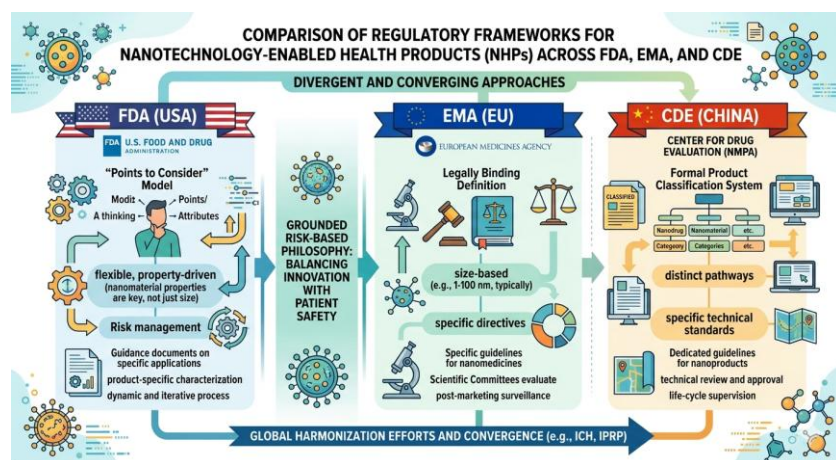 COMPARISON OF REGULATORY FRAMEWORKS FOR
NANOTECHNOLOGY-ENABLED HEALTH PRODUCTS (NHPs) ACROSS FDA, EMA, AND CDE
DIVERGENT AND CONVERGING APPROACHES
FDA (USA)
FDA
U.S. FOOD AND DRUG
ADMINISTRATION
"Points to Consider"
Model
Modit
Points/
A thinking
Attributes
flexible, property-driven
(nanomaterial properties
are key, not just size)
Risk management
Guidance documents on
specific applications
product-specific characterization
dynamic and iterative process
GROUNDED
RISK-BASED
PHILOSOPHY:
BALANCING
INNOVATION
WITH
PATIENT
SAFETY
EMA (EU)
EUROPEAN MEDICINES AGENCY
Legally Binding
Definition
size-based
(e.g., 1-100 nm, typically)
specific directives
Specific guidelines
for nanomedicines
Scientific Committees evaluate
post-marketing surveillance
CDE (CHINA)
CENTER FOR DRUG
EVALUATION (NMPA)
Formal Product
Classification System
CLASSIFIED
Nanodrug
Nanomaterial
etc.
Categories
etc.
distinct pathways
specific technical
standards
Dedicated guidelines
for nanoproducts
technical review and approval
life-cycle supervision
GLOBAL HARMONIZATION EFFORTS AND CONVERGENCE (e.g., ICH, IPRP)